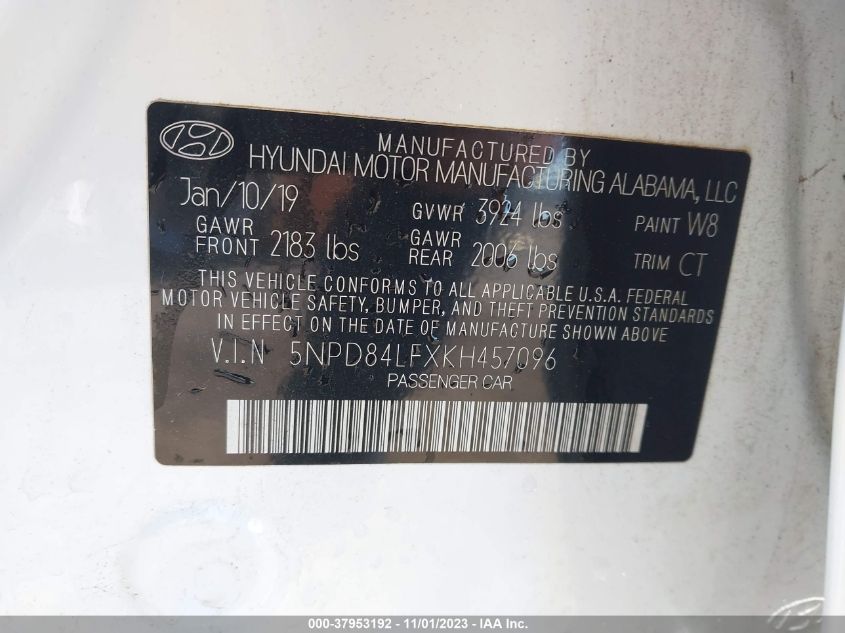 MANUFACTURED BY
HYUNDAI MOTOR MANUFACTURING ALABAMA, LLC
Jan/10/19 GVWR 3924 lbs PAINT W8
GAWR FRONT 2183 lbs GAWR REAR 2006 lbs TRIM CT
THIS VEHICLE CONFORMS TO ALL APPLICABLE U.S.A. FEDERAL
MOTOR VEHICLE SAFETY, BUMPER, AND THEFT PREVENTION STANDARDS
IN EFFECT ON THE DATE OF MANUFACTURE SHOWN ABOVE
V.I.N 5NPD84LFXKH457096
PASSENGER CAR
000-37953192 - 11/01/2023 - IAA Inc.